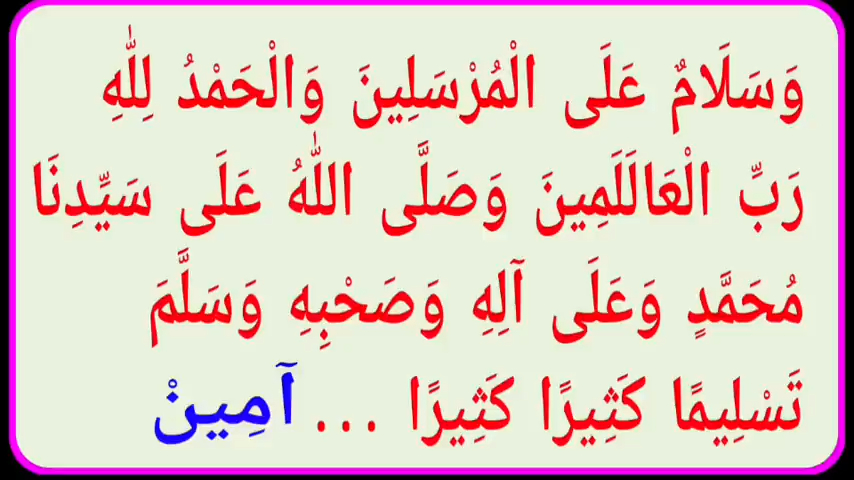 وَسَلَامٌ عَلَى الْمُرْسَلِينَ وَالْحَمْدُ لِلّٰهِ
رَبِّ الْعَالَلَمِينَ وَصَلَّى اللّٰهُ عَلَى سَيِّدِنَا
مُحَمَّدٍ وَعَلَى آلِهِ وَصَحْبِهِ وَسَلَّمَ
تَسْلِيمًا كَثِيرًا كَثِيرًا ... آمِينْ